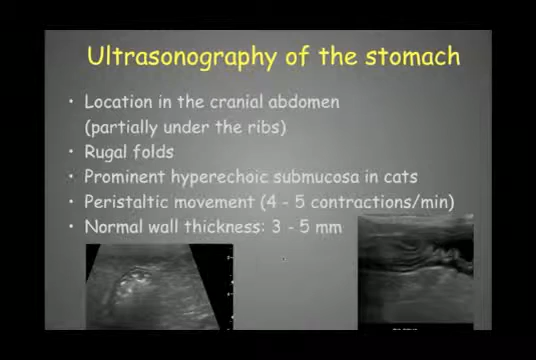 Ultrasonography of the stomach
• Location in the cranial abdomen
(partially under the ribs)
• Rugal folds
• Prominent hyperechoic submucosa in cats
• Peristaltic movement (4 - 5 contractions/min)
• Normal wall thickness: 3 - 5 mm